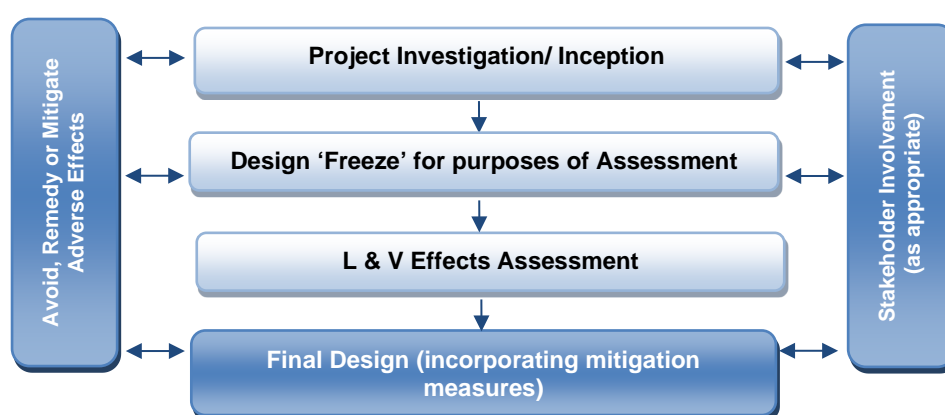 Avoid, Remedy or Mitigate
Adverse Effects
Project Investigation/ Inception
Design ‘Freeze’ for purposes of Assessment
L & V Effects Assessment
Final Design (incorporating mitigation
measures)
Stakeholder Involvement
(as appropriate)